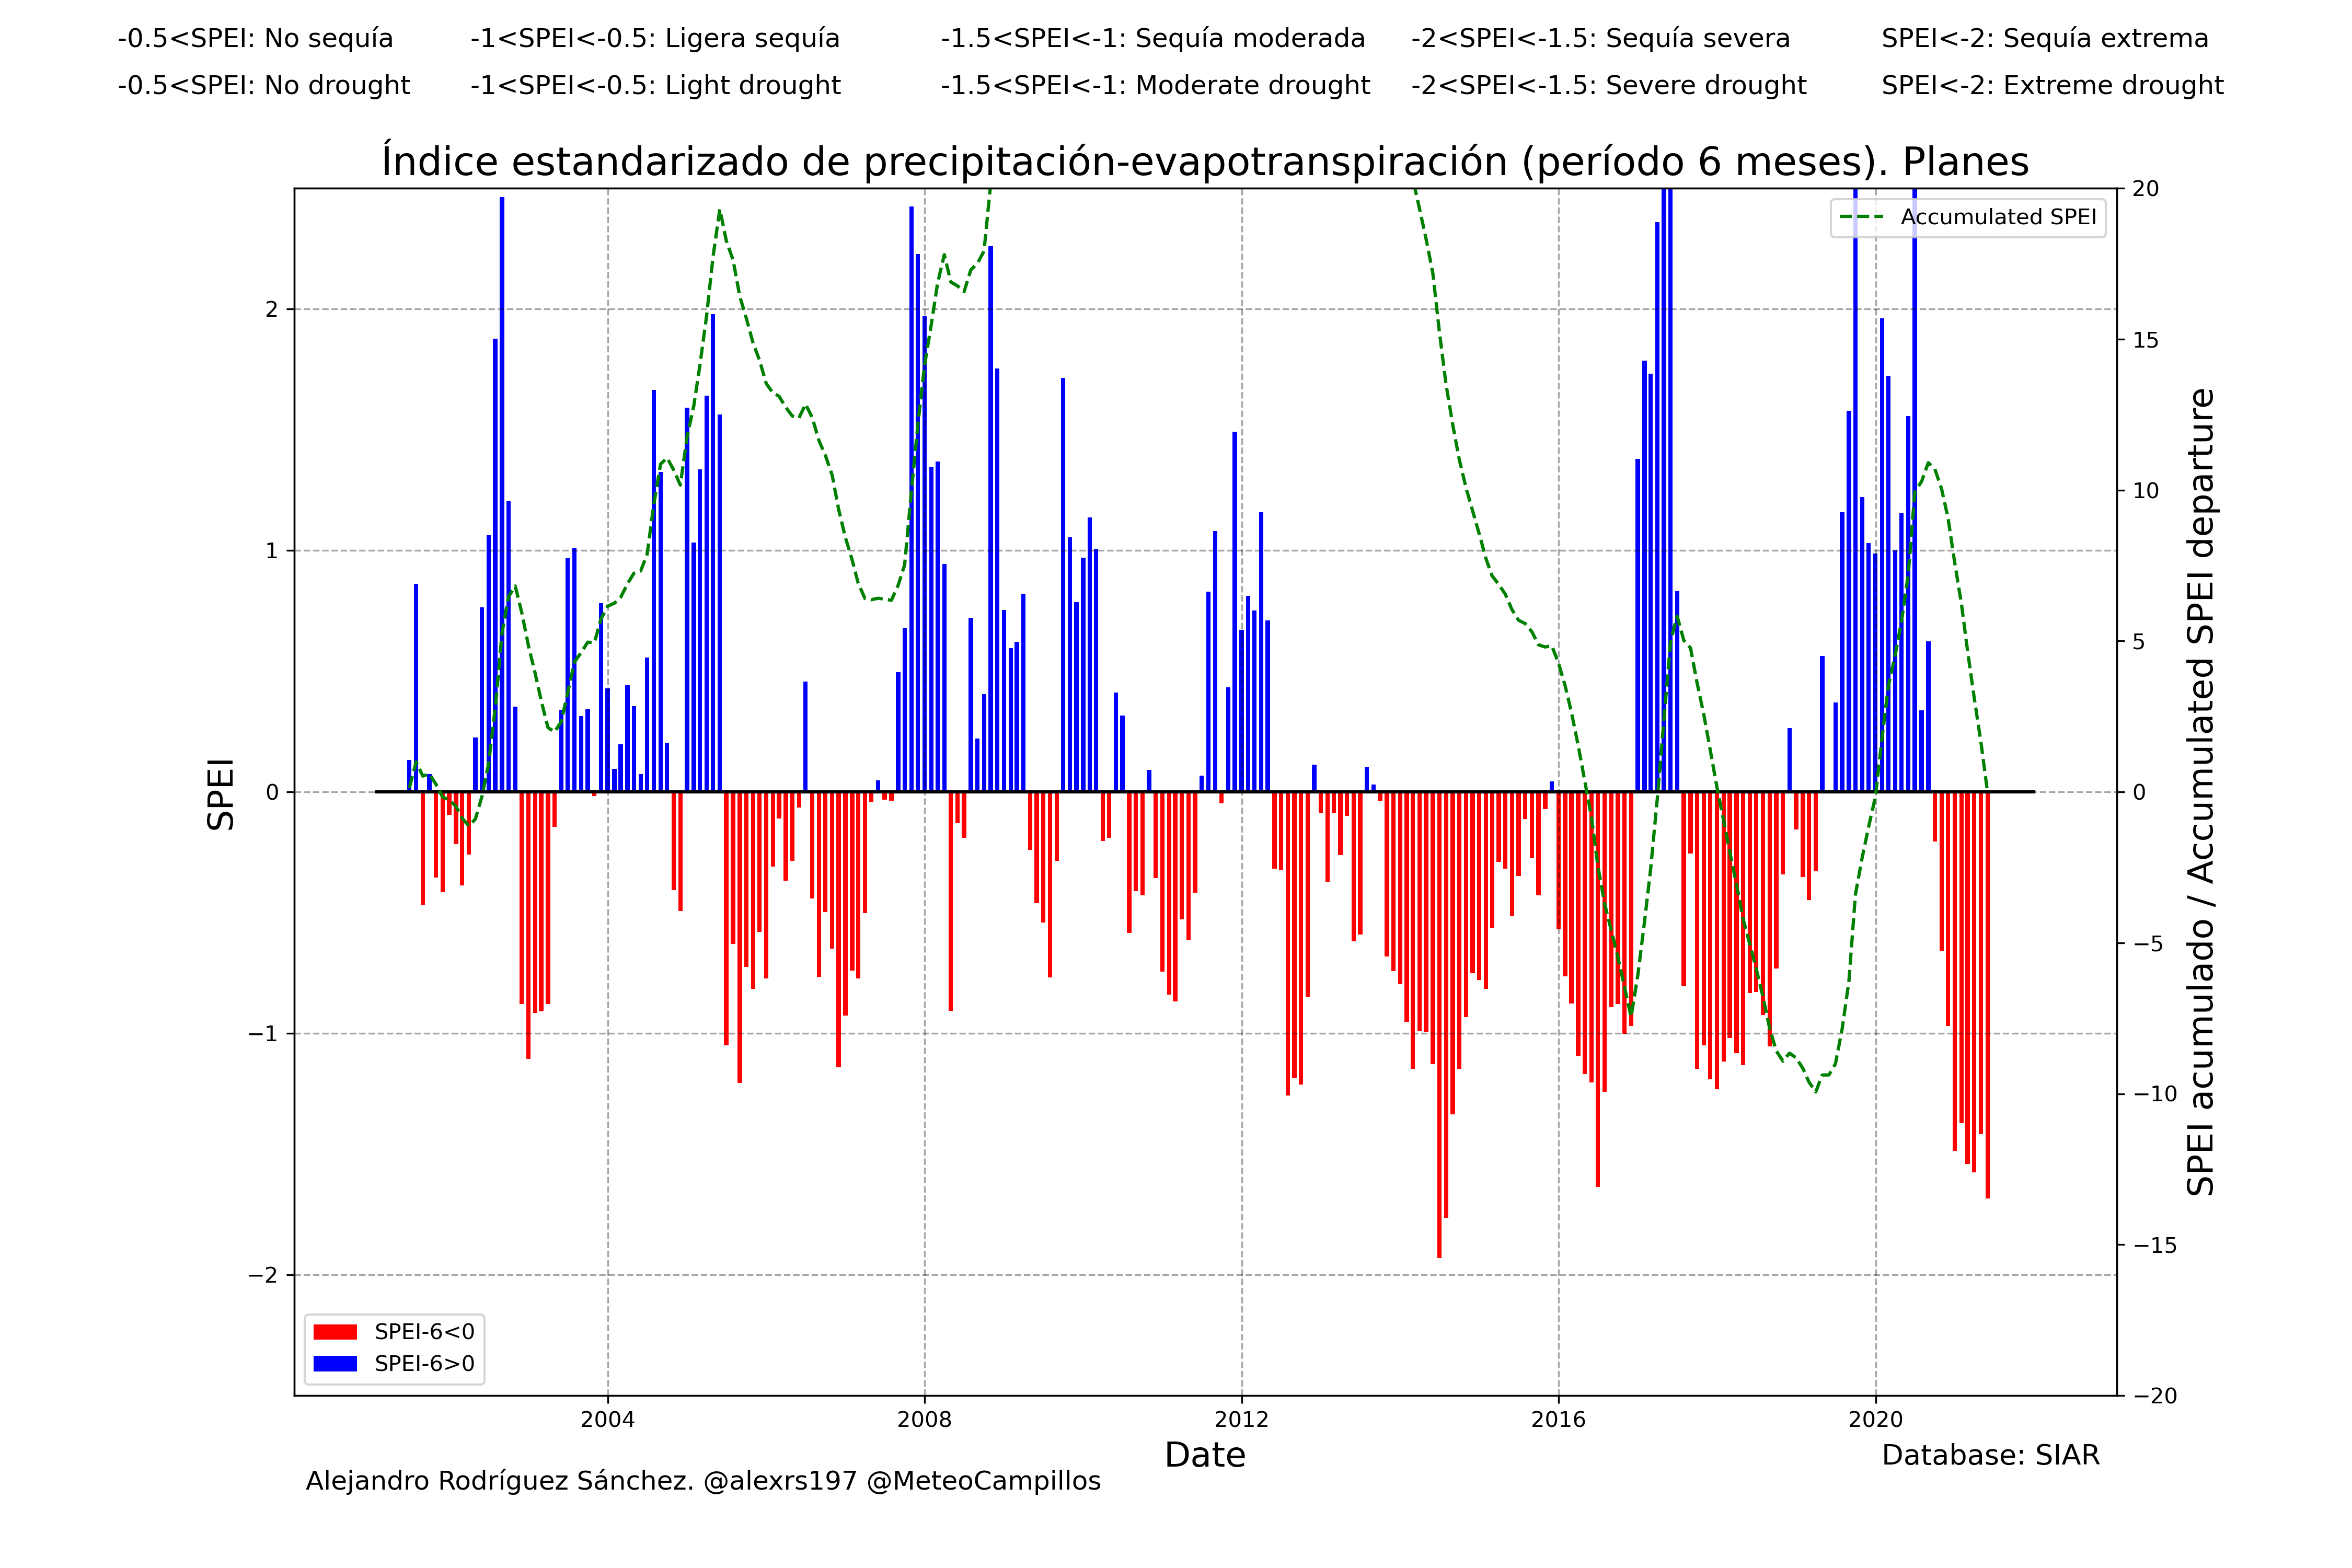 -0.5<SPEI: No sequía -1<SPEI<-0.5: Ligera sequía -1.5<SPEI<-1: Sequía moderada -2<SPEI<-1.5: Sequía severa SPEI<-2: Sequía extrema
-0.5<SPEI: No drought -1<SPEI<-0.5: Light drought -1.5<SPEI<-1: Moderate drought -2<SPEI<-1.5: Severe drought SPEI<-2: Extreme drought
Índice estandarizado de precipitación-evapotranspiración (período 6 meses). Planes
Accumulated SPEI
SPEI
2
1
0
−1
−2
20
15
10
5
0
−5
−10
−15
−20
SPEI acumulado / Accumulated SPEI departure
SPEI-6<0
SPEI-6>0
2004 2008 2012 2016 2020
Date
Database: SIAR
Alejandro Rodríguez Sánchez. @alexrs197 @MeteoCampillos